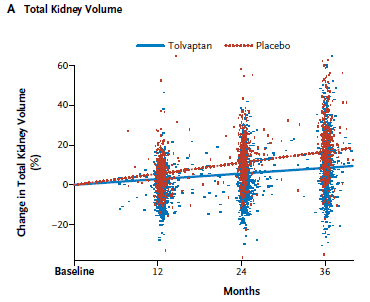 A Total Kidney Volume
Tolvaptan Placebo
60
40
20
0
−20
Change in Total Kidney Volume
(%)
Baseline 12 24 36
Months